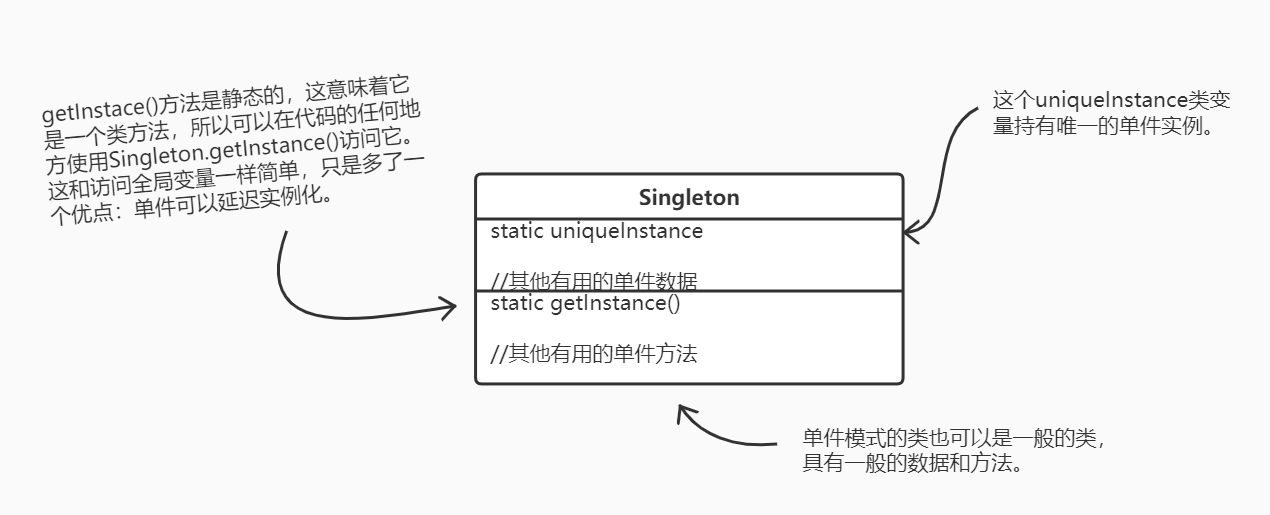 getInstace()方法是静态的，这意味着它
是一个类方法，所以可以在代码的任何地
方使用Singleton.getInstance()访问它。
这和访问全局变量一样简单，只是多了一
个优点：单件可以延迟实例化。
这个uniqueInstance类变
量持有唯一的单件实例。
Singleton
static uniqueInstance
//其他有用的单件数据
static getInstance()
//其他有用的单件方法
单件模式的类也可以是一般的类，
具有一般的数据和方法。